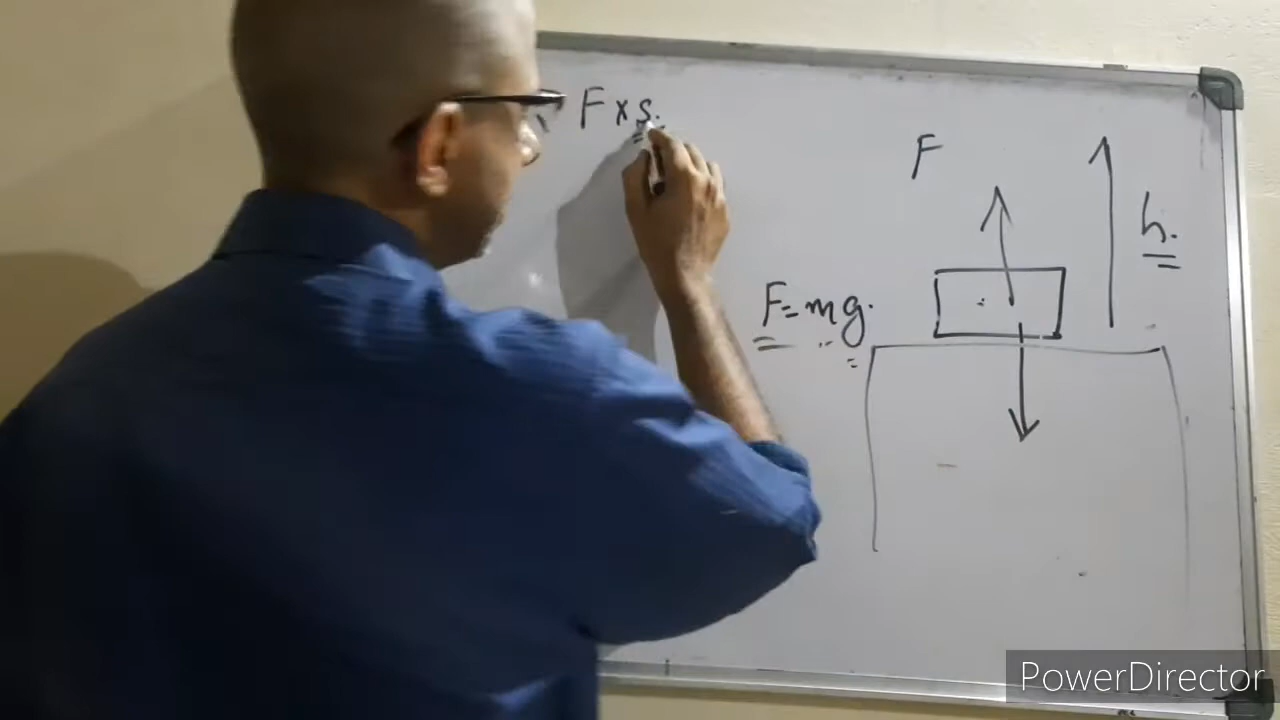 F × s.
F
h.
F = mg.
PowerDirector